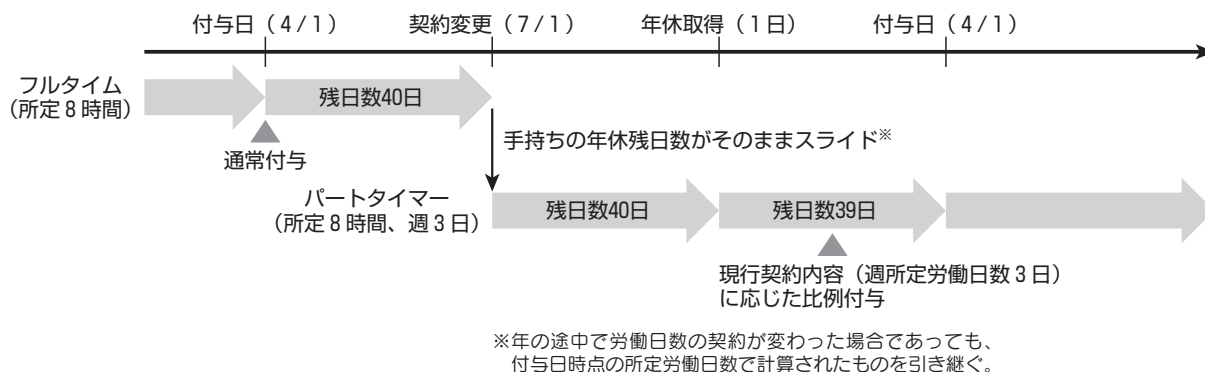 付与日（4/1）
契約変更（7/1）
年休取得（1日）
付与日（4/1）
フルタイム
（所定8時間）
残日数40日
通常付与
手持ちの年休残日数がそのままスライド※
パートタイマー
（所定8時間、週3日）
残日数40日
残日数39日
現行契約内容（週所定労働日数3日）
に応じた比例付与
※年の途中で労働日数の契約が変わった場合であっても、
付与日時点の所定労働日数で計算されたものを引き継ぐ。